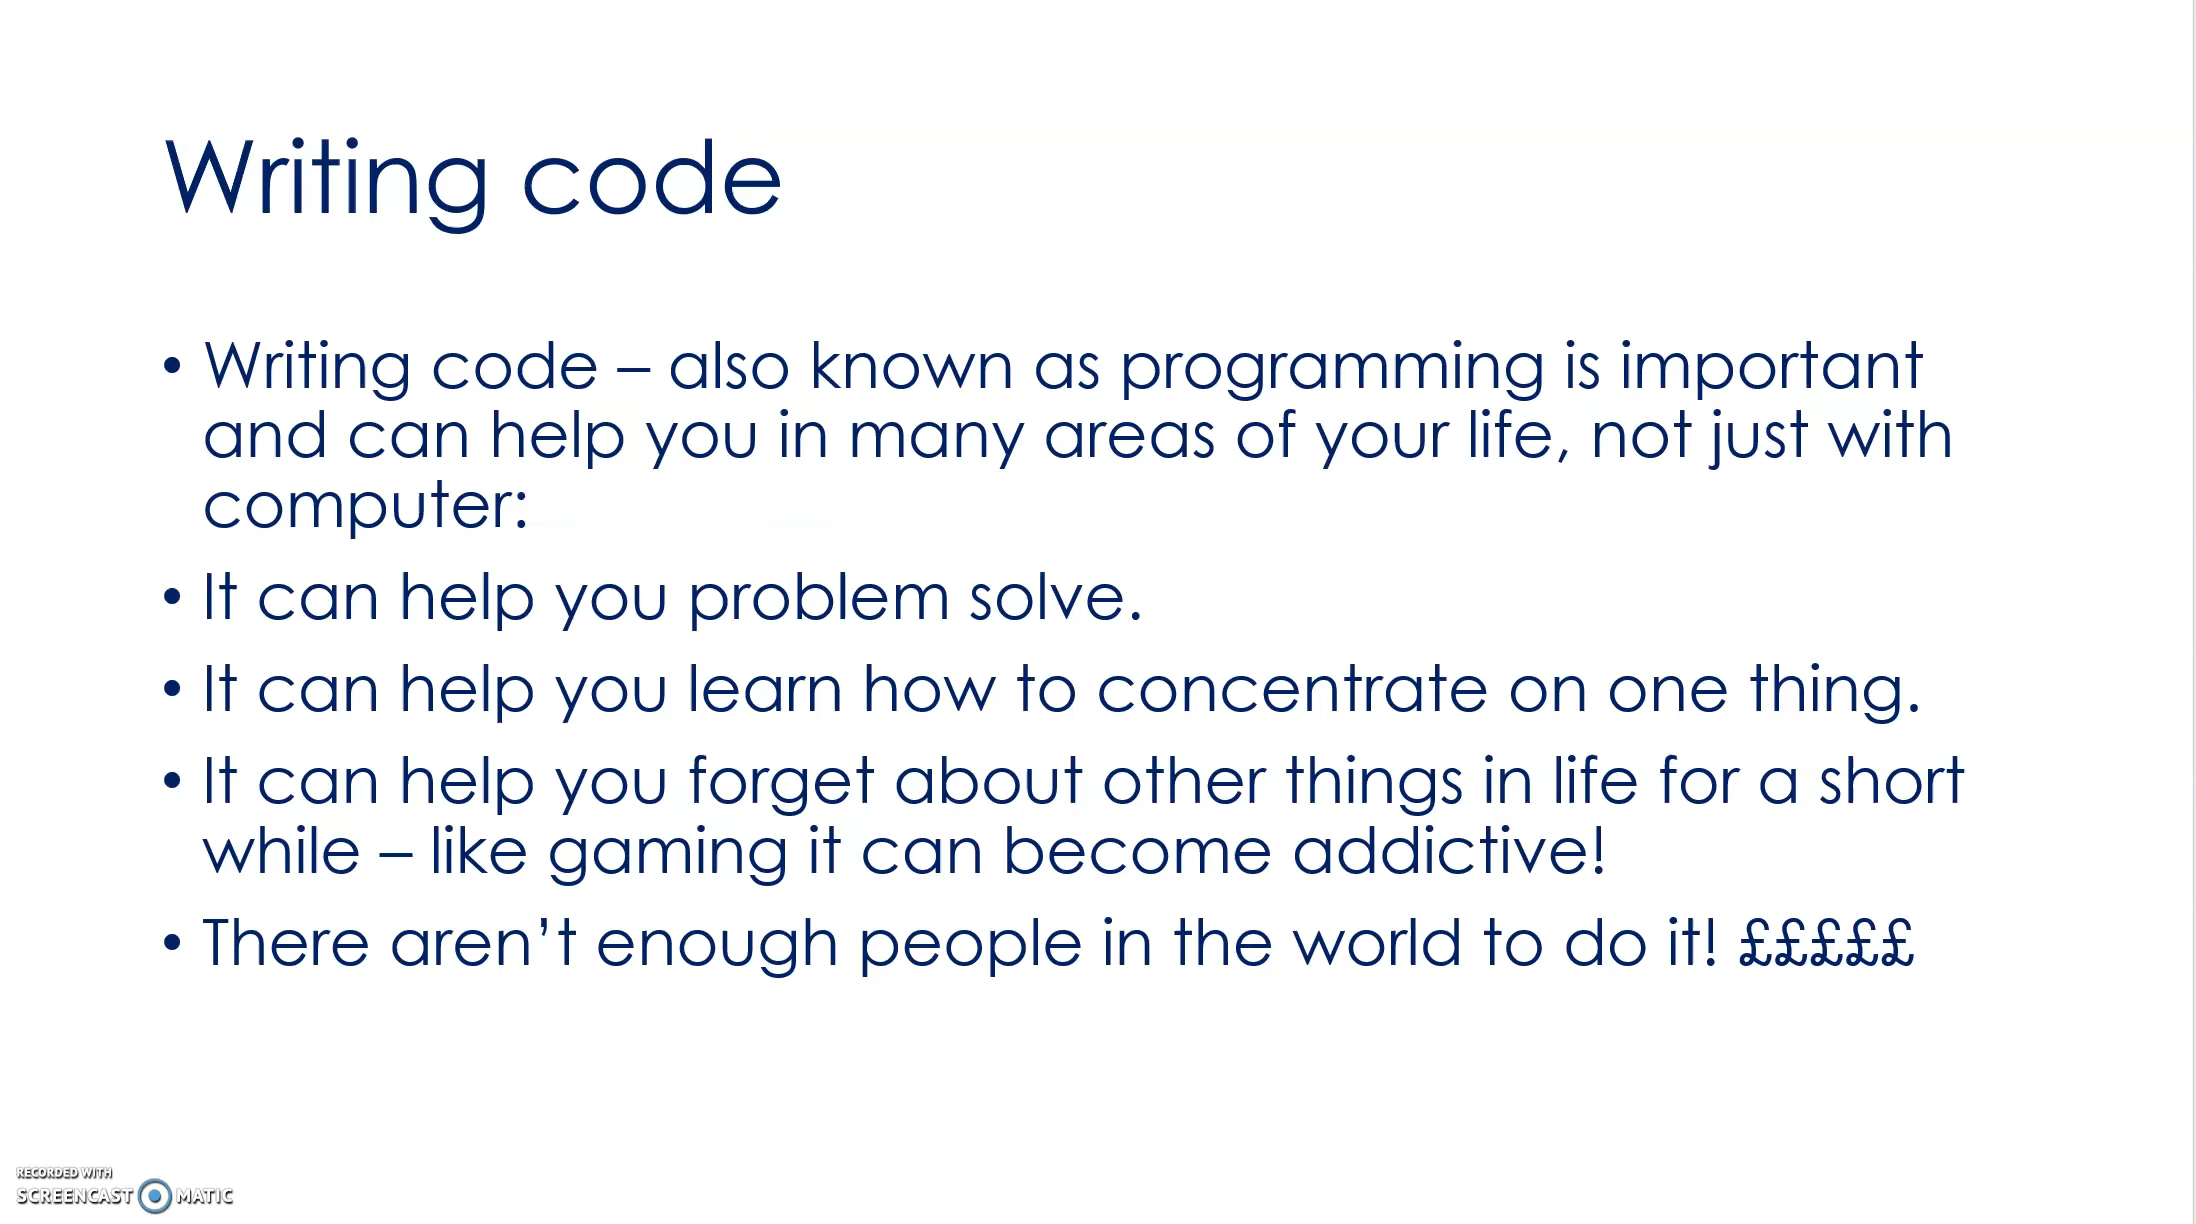 Writing code
• Writing code – also known as programming is important
and can help you in many areas of your life, not just with
computer:
• It can help you problem solve.
• It can help you learn how to concentrate on one thing.
• It can help you forget about other things in life for a short
while – like gaming it can become addictive!
• There aren’t enough people in the world to do it! £££££
RECORDED WITH
SCREENCAST MATIC